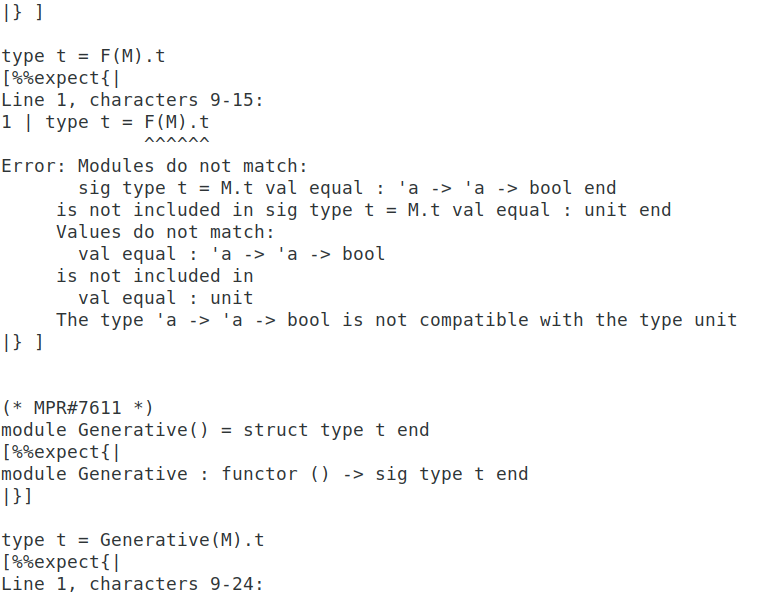 |} ]

type t = F(M).t
[%%expect{|
Line 1, characters 9-15:
1 | type t = F(M).t
             ^^^^^^
Error: Modules do not match:
       sig type t = M.t val equal : 'a -> 'a -> bool end
     is not included in sig type t = M.t val equal : unit end
     Values do not match:
       val equal : 'a -> 'a -> bool
     is not included in
       val equal : unit
     The type 'a -> 'a -> bool is not compatible with the type unit
|} ]


(* MPR#7611 *)
module Generative() = struct type t end
[%%expect{|
module Generative : functor () -> sig type t end
|}]

type t = Generative(M).t
[%%expect{|
Line 1, characters 9-24: